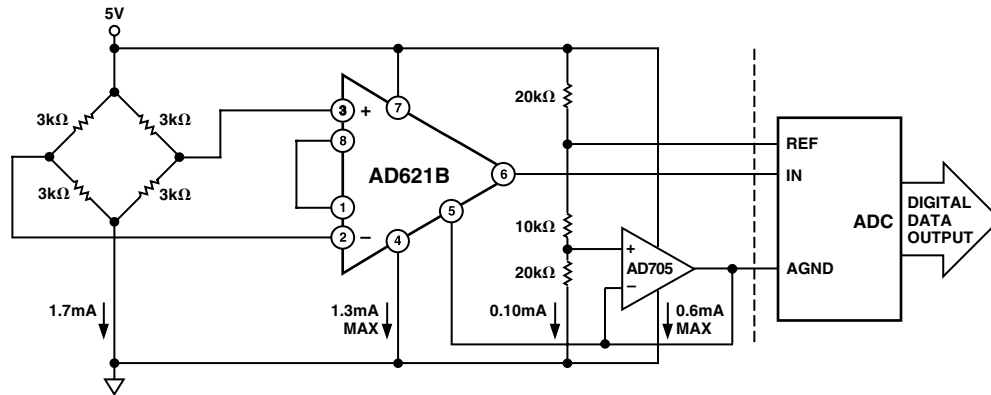 5V
3kΩ
3kΩ
3kΩ
3kΩ
1.7mA
3
+
8
1
2
–
7
AD621B
6
5
4
1.3mA
MAX
20kΩ
10kΩ
20kΩ
0.10mA
+
AD705
–
0.6mA
MAX
REF
IN
ADC
AGND
DIGITAL
DATA
OUTPUT